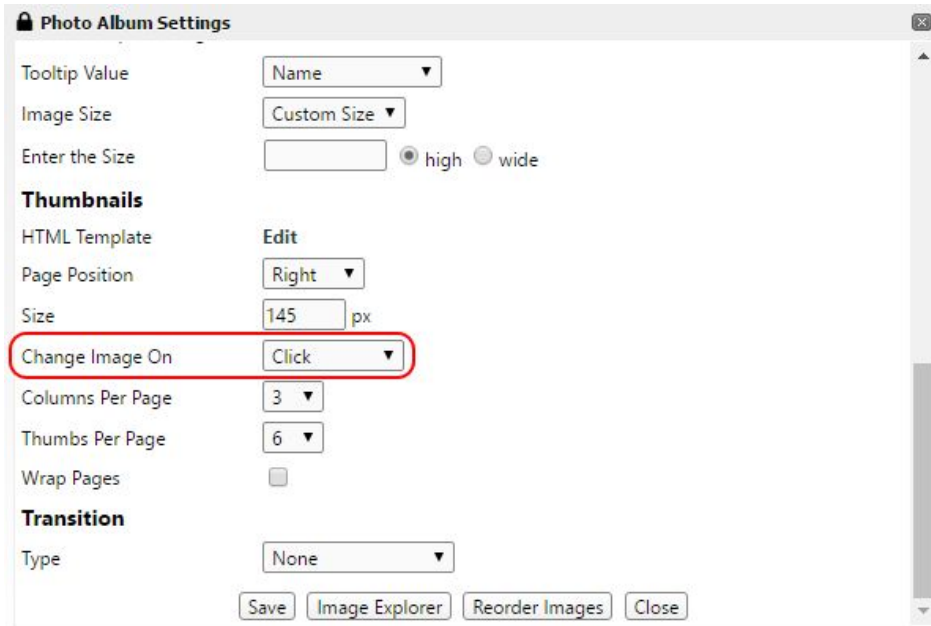 Photo Album Settings
Tooltip Value Name
Image Size Custom Size
Enter the Size high wide
Thumbnails
HTML Template Edit
Page Position Right
Size 145 px
Change Image On Click
Columns Per Page 3
Thumbs Per Page 6
Wrap Pages
Transition
Type None
Save Image Explorer Reorder Images Close